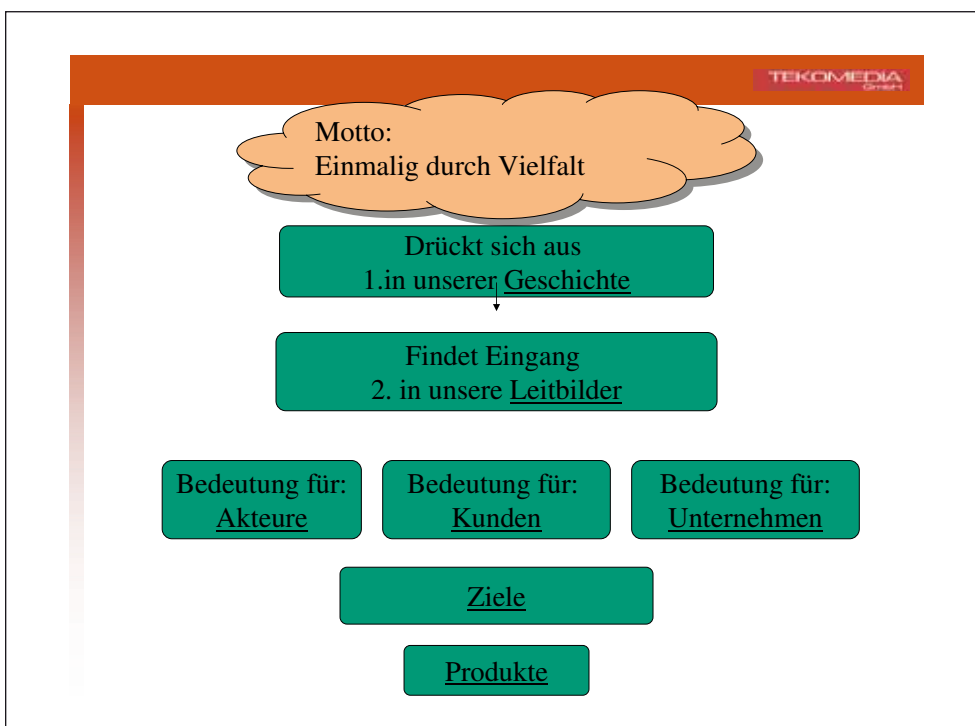 TEKOMEDIA
GmbH
Motto:
Einmalig durch Vielfalt
Drückt sich aus
1.in unserer Geschichte
Findet Eingang
2. in unsere Leitbilder
Bedeutung für:
Akteure
Bedeutung für:
Kunden
Bedeutung für:
Unternehmen
Ziele
Produkte